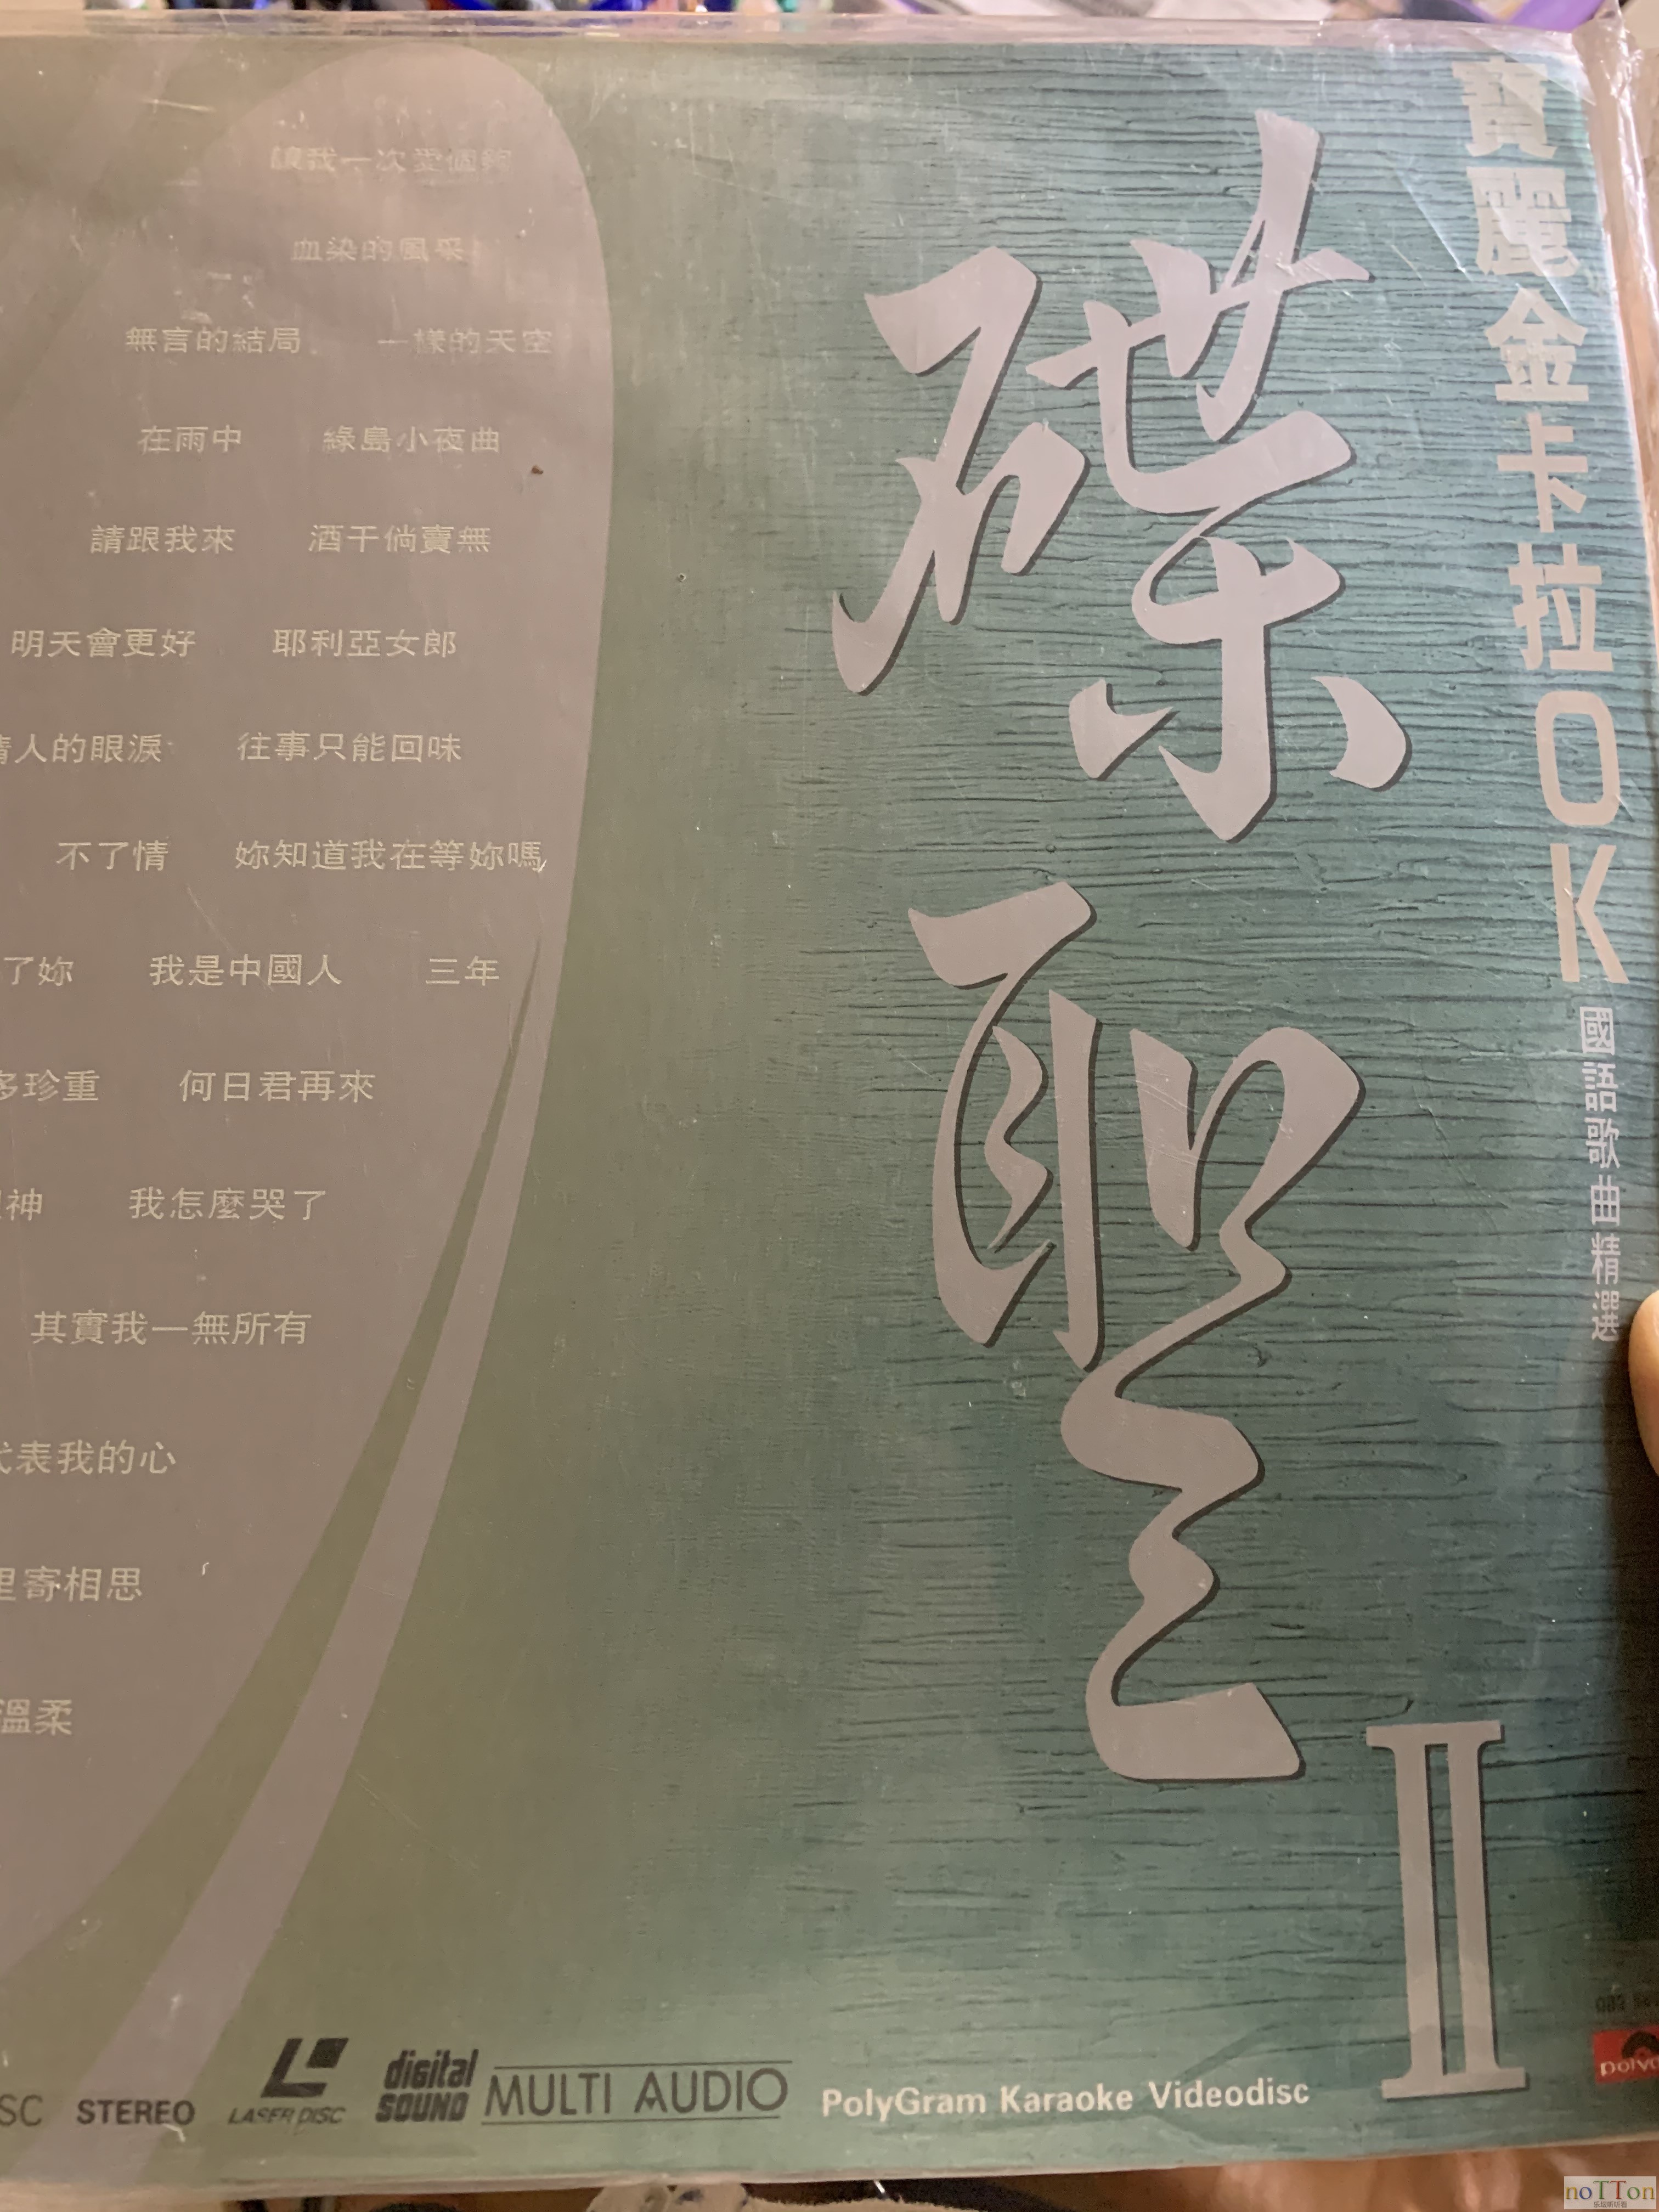 寶麗金卡拉OK
國語歌曲精選
碟聖
II
讓我一次愛個夠
血染的風采
無言的結局 一樣的天空
在雨中 綠島小夜曲
請跟我來 酒干倘賣無
明天會更好 耶利亞女郎
人的眼淚 往事只能回味
不了情 妳知道我在等妳嗎
了妳 我是中國人 三年
多珍重 何日君再來
神 我怎麼哭了
其實我一無所有
代表我的心
里寄相思
溫柔
SC STEREO LASER DISC digital SOUND MULTI AUDIO PolyGram Karaoke Videodisc
noTTon